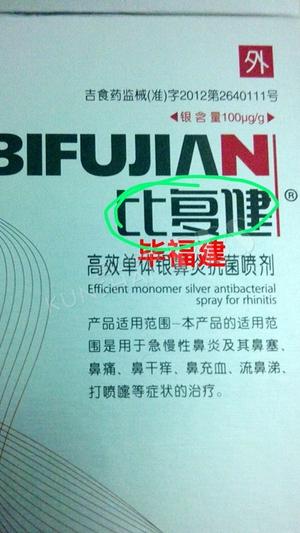 外
吉食药监械(准)字2012第2640111号
◀银含量100μg/g▶
BIFUJIAN
比复健®
毕福建
高效单体银鼻炎抗菌喷剂
Efficient monomer silver antibacterial
spray for rhinitis
产品适用范围-本产品的适用范
围是用于急慢性鼻炎及其鼻塞、
鼻痛、鼻干痒、鼻充血、流鼻涕、
打喷嚏等症状的治疗。